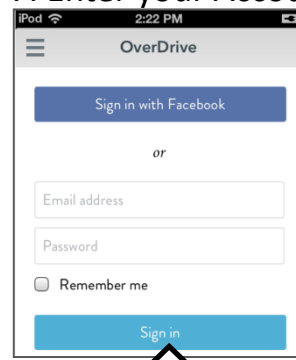 iPod 2:22 PM
OverDrive
Sign in with Facebook
or
Email address
Password
Remember me
Sign in